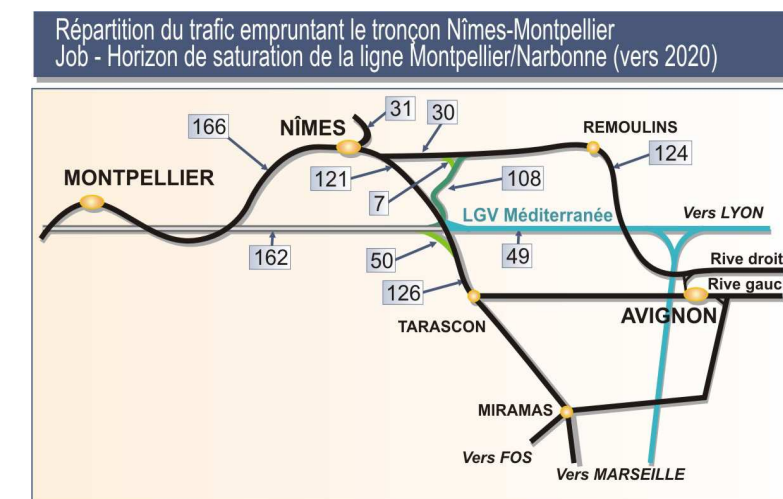 Répartition du trafic empruntant le tronçon Nîmes-Montpellier
Job - Horizon de saturation de la ligne Montpellier/Narbonne (vers 2020)
31
30
166
NÎMES
REMOULINS
124
121
108
MONTPELLIER
7
LGV Méditerranée
Vers LYON
162
50
49
Rive droit
Rive gauc
126
AVIGNON
TARASCON
MIRAMAS
Vers FOS
Vers MARSEILLE